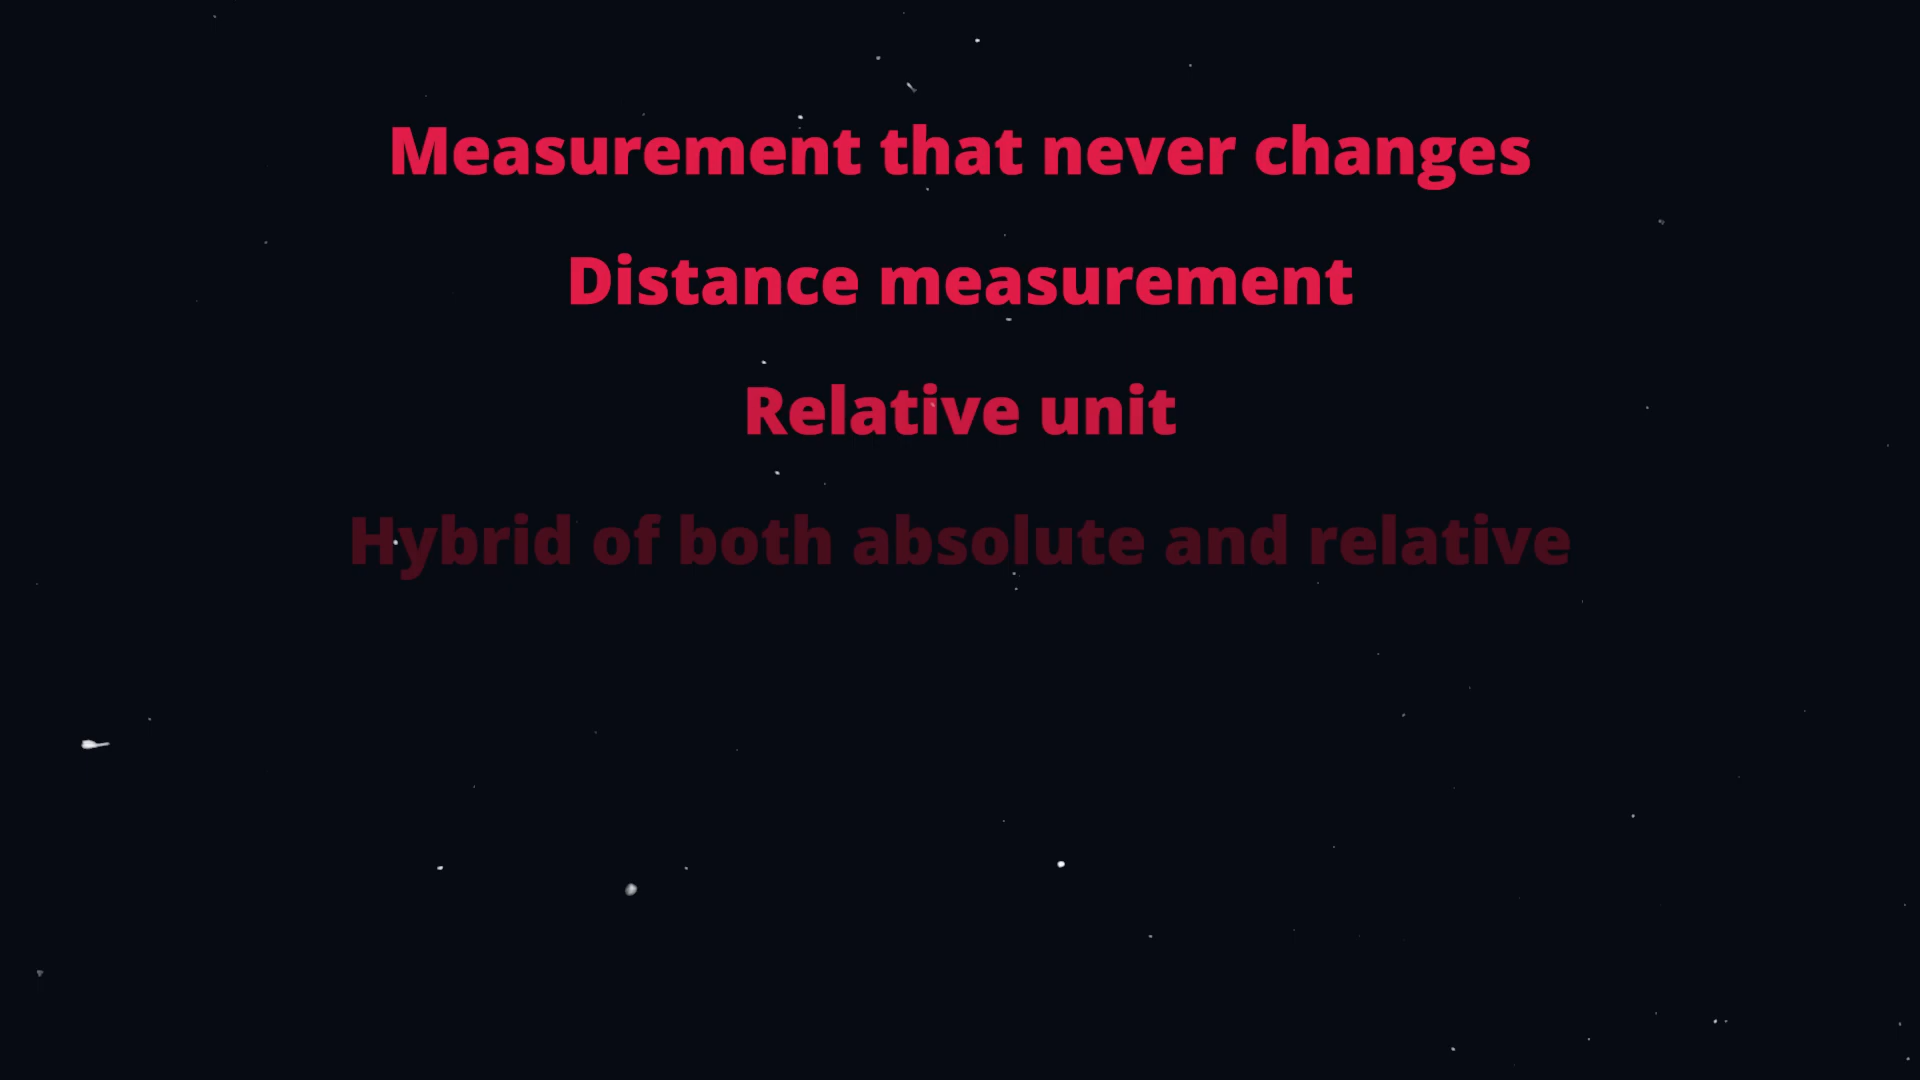 Measurement that never changes
Distance measurement
Relative unit
Hybrid of both absolute and relative